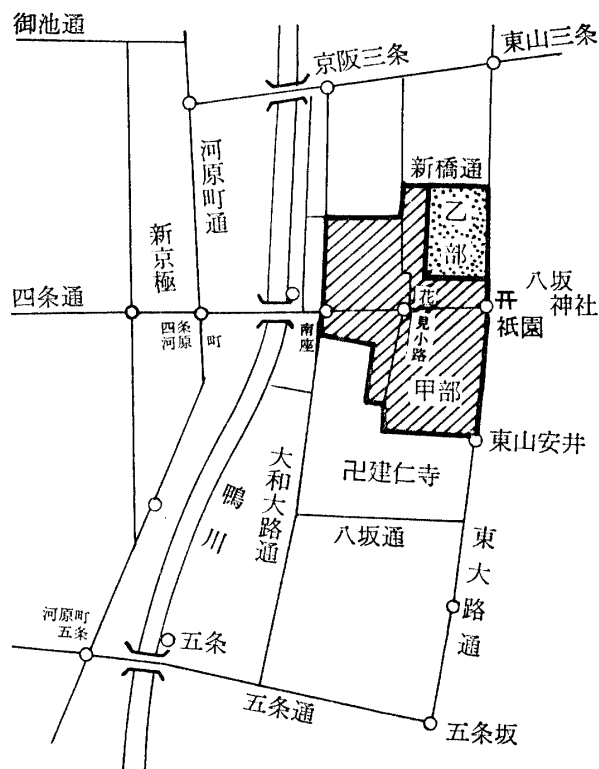 御池通
京阪三条
東山三条
河原町通
新橋通
新京極
乙部
四条通
花見小路
八坂神社
祇園
四条河原町
南座
甲部
東山安井
卍建仁寺
大和大路通
鴨川
八坂通
東大路通
河原町五条
五条
五条通
五条坂